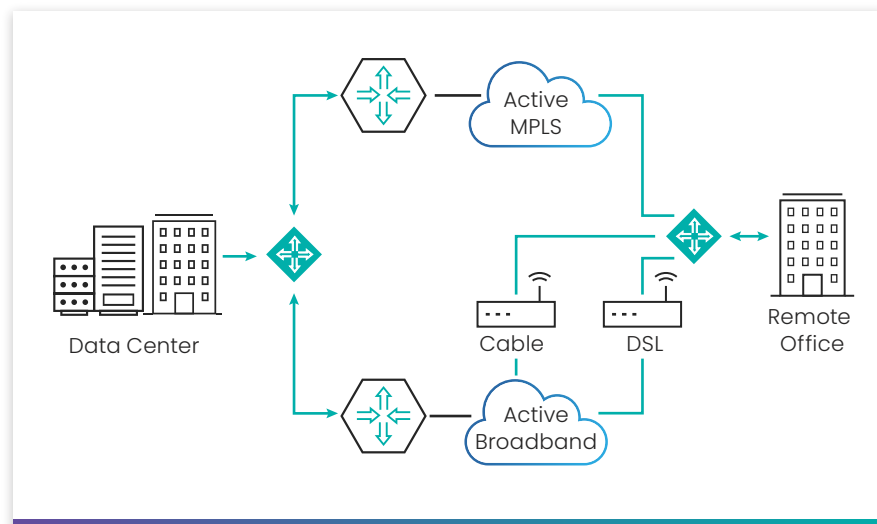 Active
MPLS
Data Center
Cable
DSL
Remote
Office
Active
Broadband